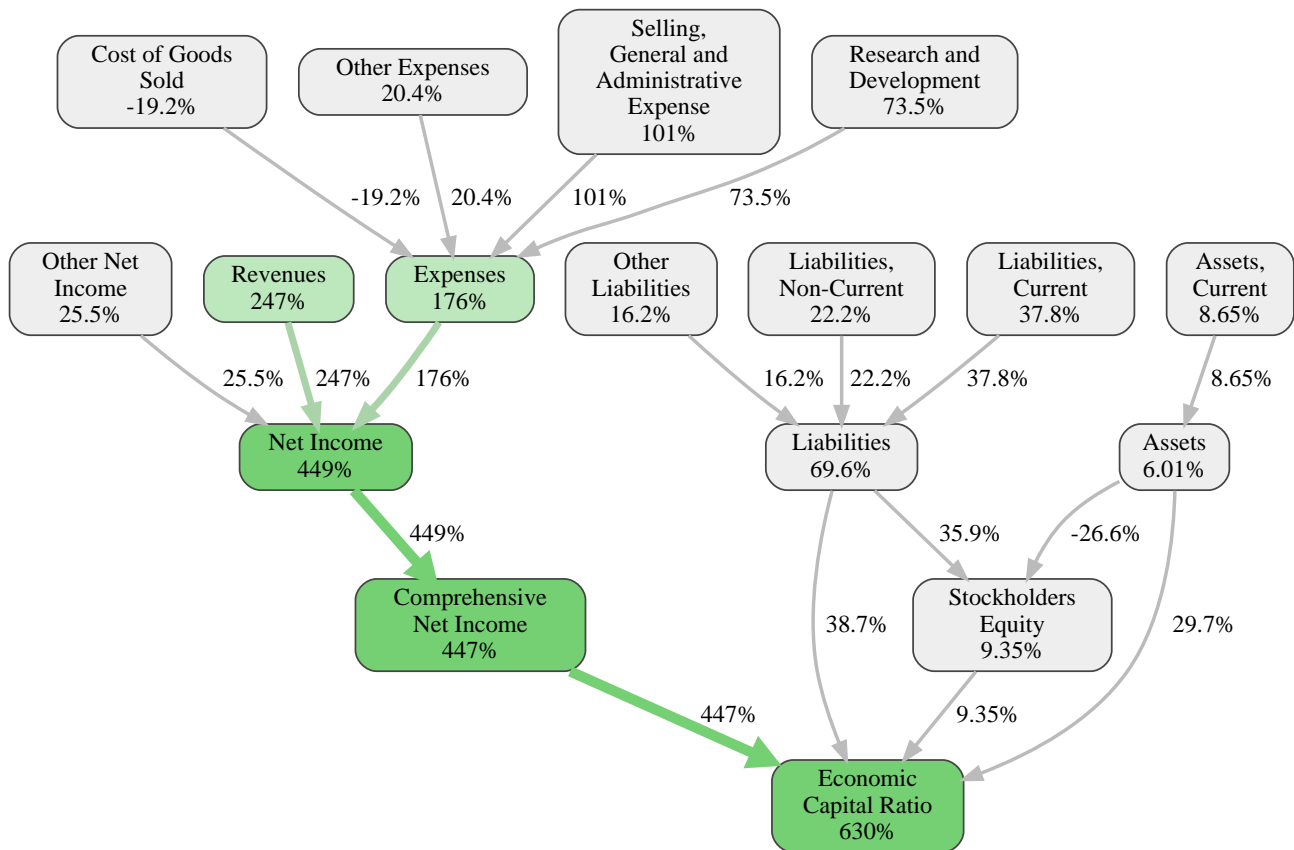 Cost of Goods
Sold
-19.2%
Other Expenses
20.4%
Selling,
General and
Administrative
Expense
101%
Research and
Development
73.5%
-19.2%
20.4%
101%
73.5%
Other Net
Income
25.5%
Revenues
247%
Expenses
176%
Other
Liabilities
16.2%
Liabilities,
Non-Current
22.2%
Liabilities,
Current
37.8%
Assets,
Current
8.65%
25.5%
247%
176%
16.2%
22.2%
37.8%
8.65%
Net Income
449%
Liabilities
69.6%
Assets
6.01%
449%
35.9%
-26.6%
Comprehensive
Net Income
447%
38.7%
Stockholders
Equity
9.35%
29.7%
447%
9.35%
Economic
Capital Ratio
630%